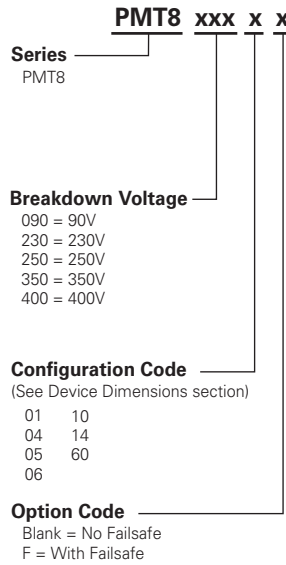 PMT8 xxx x x
Series
PMT8
Breakdown Voltage
090 = 90V
230 = 230V
250 = 250V
350 = 350V
400 = 400V
Configuration Code
(See Device Dimensions section)
01 10
04 14
05 60
06
Option Code
Blank = No Failsafe
F = With Failsafe